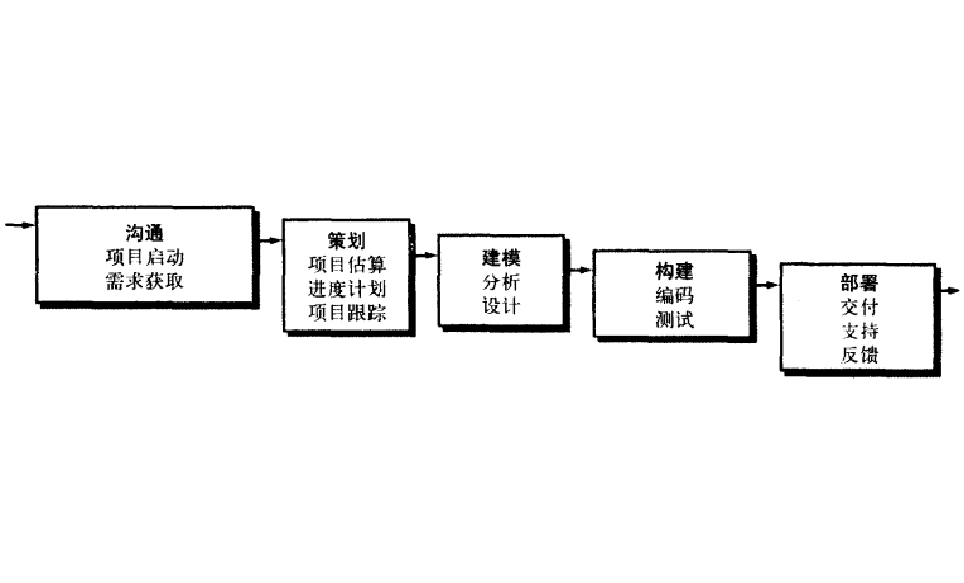 沟通
项目启动
需求获取
策划
项目估算
进度计划
项目跟踪
建模
分析
设计
构建
编码
测试
部署
交付
支持
反馈